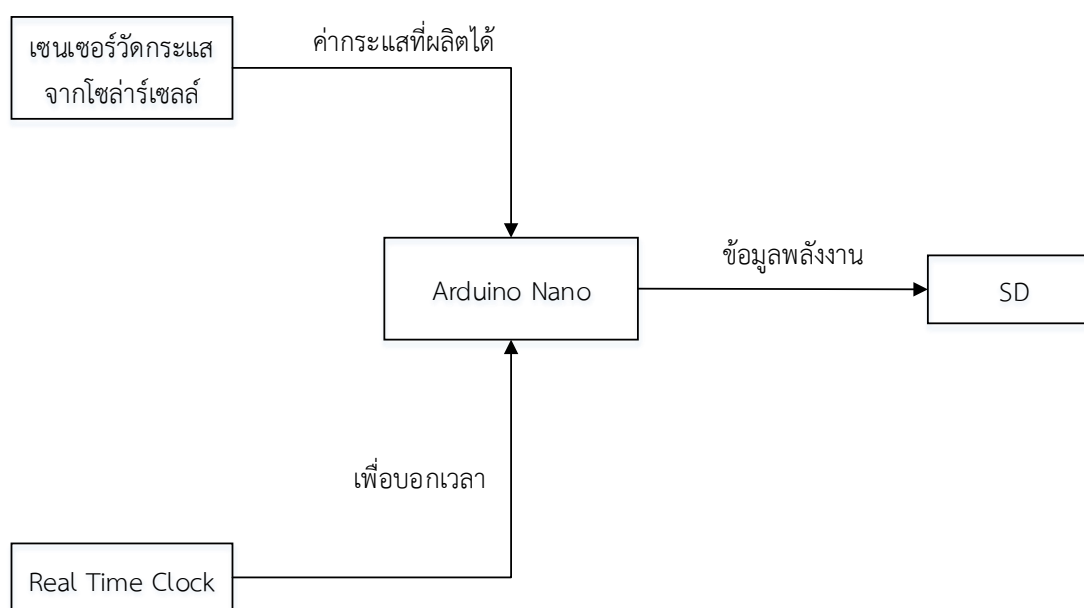 เซนเซอร์วัดกระแส
จากโซล่าร์เซลล์
ค่ากระแสที่ผลิตได้
Arduino Nano
ข้อมูลพลังงาน
SD
เพื่อบอกเวลา
Real Time Clock